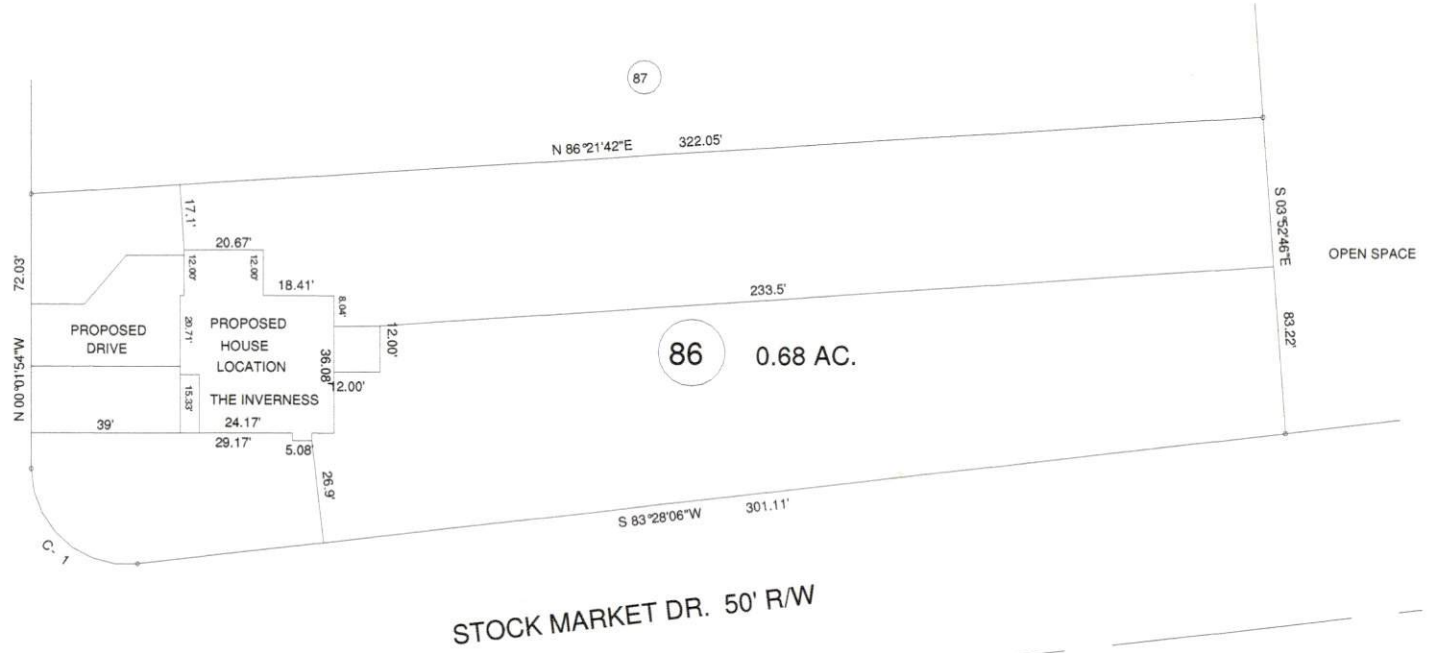 87
N 86°21'42"E 322.05'
17.1'
S 03°52'46"E
OPEN SPACE
20.67'
72.03'
12.00'
12.00'
18.41'
233.5'
8.04'
PROPOSED
DRIVE
20.71'
PROPOSED
HOUSE
LOCATION
12.00'
83.22'
36.08'
86 0.68 AC.
12.00'
N 00°01'54"W
15.33'
THE INVERNESS
39'
24.17'
29.17'
5.08'
26.9'
S 83°28'06"W 301.11'
C- 1
STOCK MARKET DR. 50' R/W